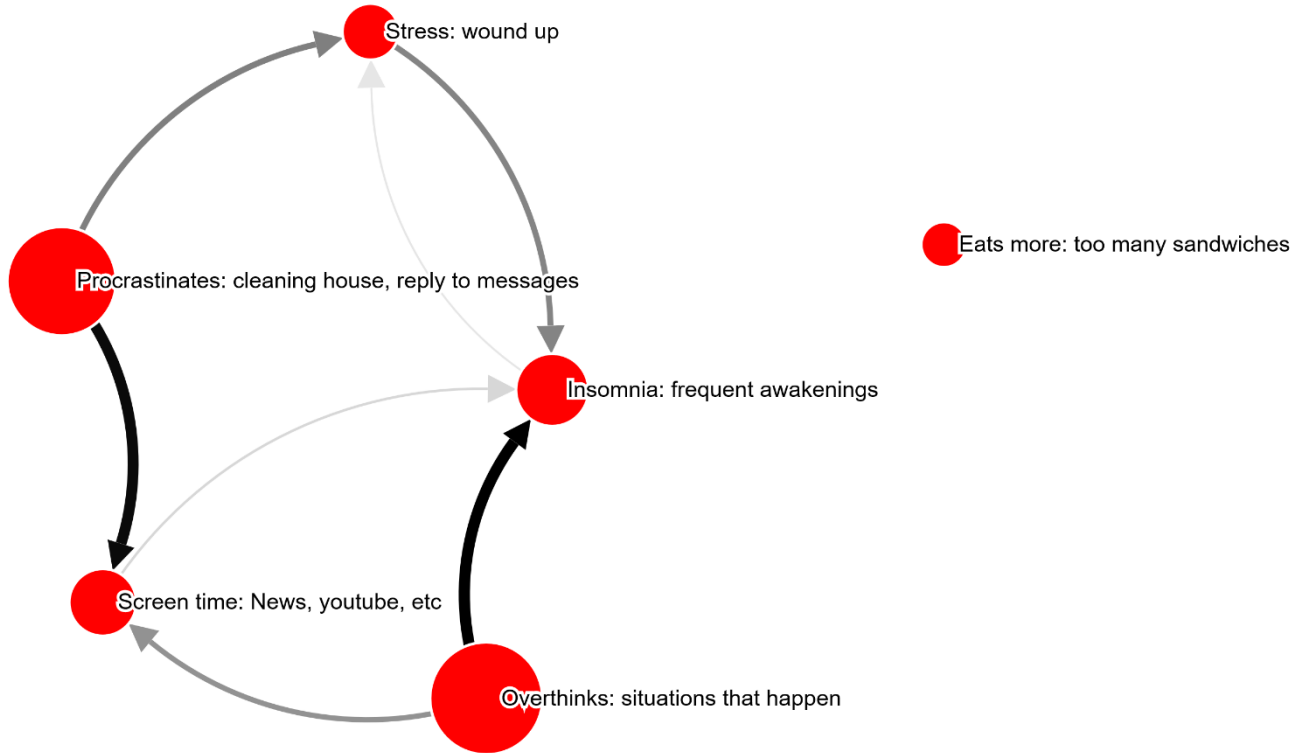 Stress: wound up
Eats more: too many sandwiches
Procrastinates: cleaning house, reply to messages
Insomnia: frequent awakenings
Screen time: News, youtube, etc
Overthinks: situations that happen